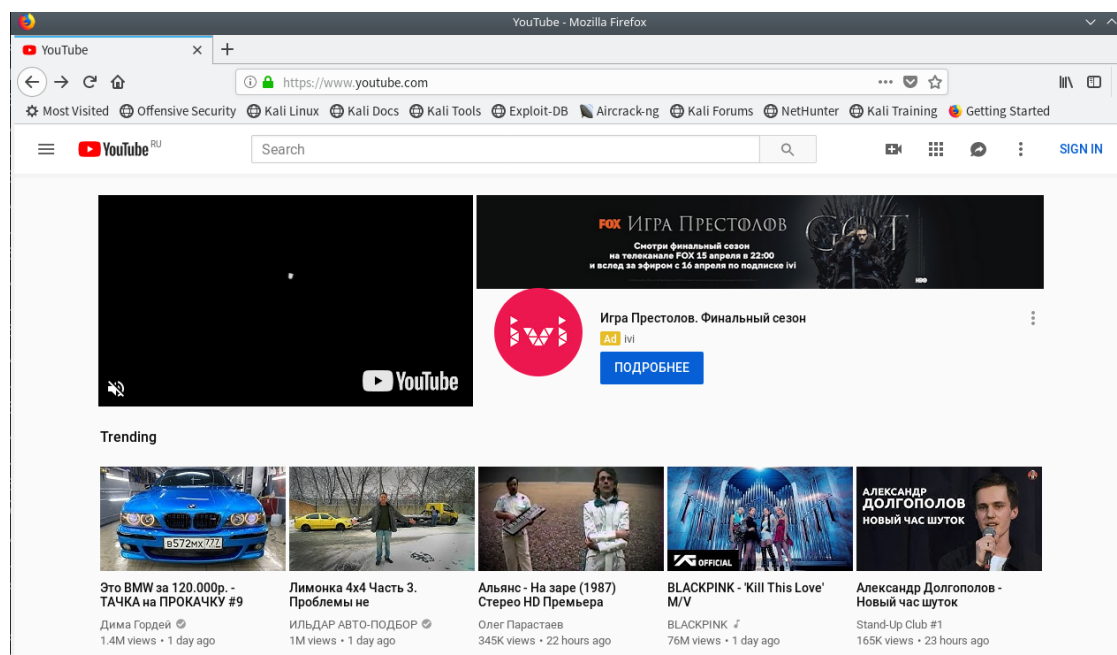 YouTube - Mozilla Firefox
YouTube
https://www.youtube.com
Most Visited Offensive Security Kali Linux Kali Docs Kali Tools Exploit-DB Aircrack-ng Kali Forums NetHunter Kali Training Getting Started
YouTube RU Search SIGN IN
FOX ИГРА ПРЕСТОЛОВ GOT
Смотри финальный сезон
на телеканале FOX 15 апреля в 22:00
и вслед за эфиром с 16 апреля по подписке ivi
HBO
ivi
Игра Престолов. Финальный сезон
Ad ivi
ПОДРОБНЕЕ
YouTube
Trending
В572МХ 777
YG OFFICIAL
АЛЕКСАНДР
ДОЛГОПОЛОВ
НОВЫЙ ЧАС ШУТОК
Это BMW за 120.000р. -
ТАЧКА на ПРОКАЧКУ #9
Дима Гордей
1.4M views • 1 day ago
Лимонка 4х4 Часть 3.
Проблемы не
ИЛЬДАР АВТО-ПОДБОР
1M views • 1 day ago
Альянс - На заре (1987)
Стерео HD Премьера
Олег Парастаев
345K views • 22 hours ago
BLACKPINK - 'Kill This Love'
M/V
BLACKPINK
76M views • 1 day ago
Александр Долгополов -
Новый час шуток
Stand-Up Club #1
165K views • 23 hours ago